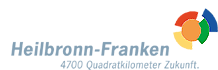 Heilbronn-Franken
4700 Quadratkilometer Zukunft.